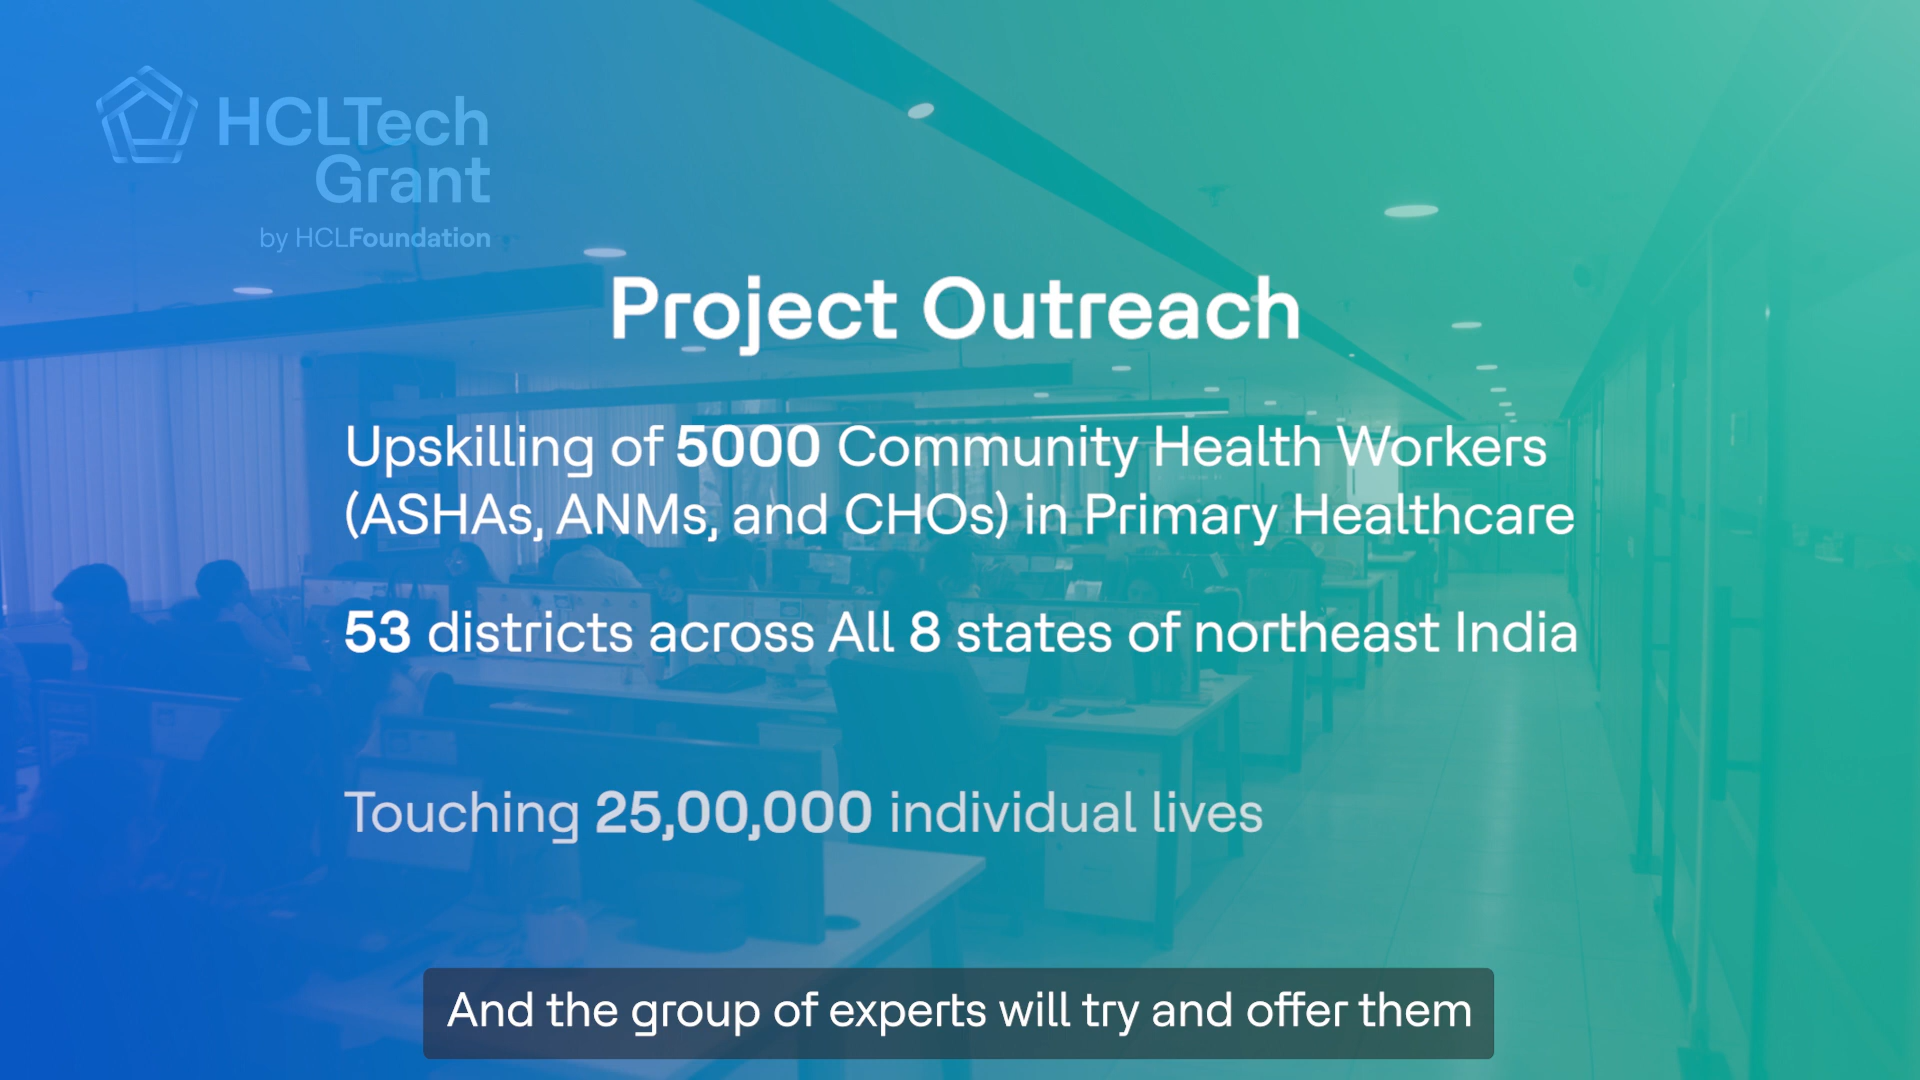 HCLTech
Grant
by HCLFoundation
Project Outreach
Upskilling of 5000 Community Health Workers
(ASHAs, ANMs, and CHOs) in Primary Healthcare
53 districts across All 8 states of northeast India
Touching 25,00,000 individual lives
And the group of experts will try and offer them